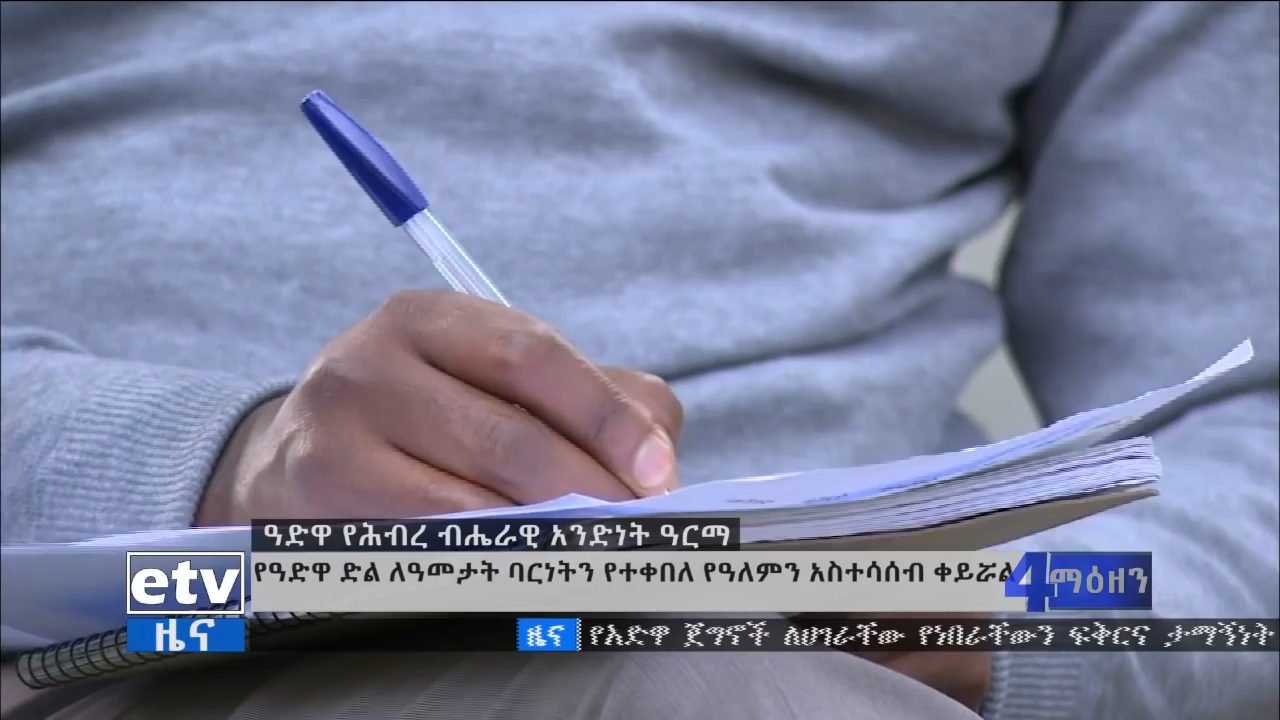 ዓድዋ የሕብረ ብሔራዊ አንድነት ዓርማ
etv
የዓድዋ ድል ለዓመታት ባርነትን የተቀበለ የዓለምን አስተሳሰብ ቀይሯል
4 ማዕዘን
ዜና
ዜና የአድዋ ጀግኖች ለሀገራቸው የነበራቸውን ፍቅርና ታማኝነት